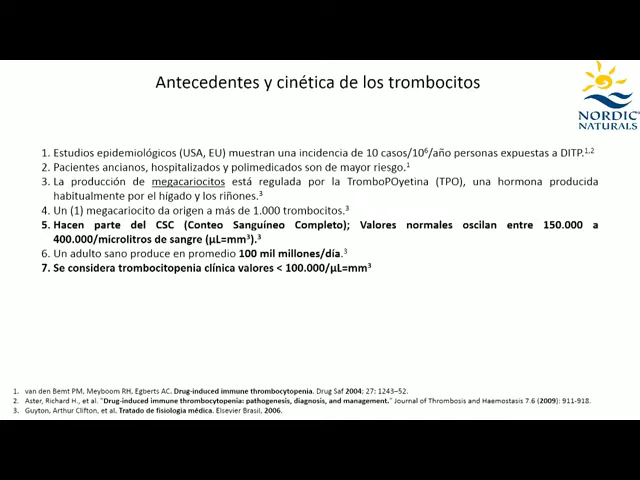 Antecedentes y cinética de los trombocitos
NORDIC
NATURALS
1. Estudios epidemiológicos (USA, EU) muestran una incidencia de 10 casos/10⁶/año personas expuestas a DITP.¹,²
2. Pacientes ancianos, hospitalizados y polimedicados son de mayor riesgo.¹
3. La producción de megacariocitos está regulada por la TromboPOyetina (TPO), una hormona producida
habitualmente por el hígado y los riñones.³
4. Un (1) megacariocito da origen a más de 1.000 trombocitos.³
5. Hacen parte del CSC (Conteo Sanguíneo Completo); Valores normales oscilan entre 150.000 a
400.000/microlitros de sangre (µL=mm³).³
6. Un adulto sano produce en promedio 100 mil millones/día.³
7. Se considera trombocitopenia clínica valores < 100.000/µL=mm³
1. van den Bemt PM, Meyboom RH, Egberts AC. Drug-induced immune thrombocytopenia. Drug Saf 2004; 27: 1243–52.
2. Aster, Richard H., et al. "Drug-induced immune thrombocytopenia: pathogenesis, diagnosis, and management." Journal of Thrombosis and Haemostasis 7.6 (2009): 911-918.
3. Guyton, Arthur Clifton, et al. Tratado de fisiologia médica. Elsevier Brasil, 2006.